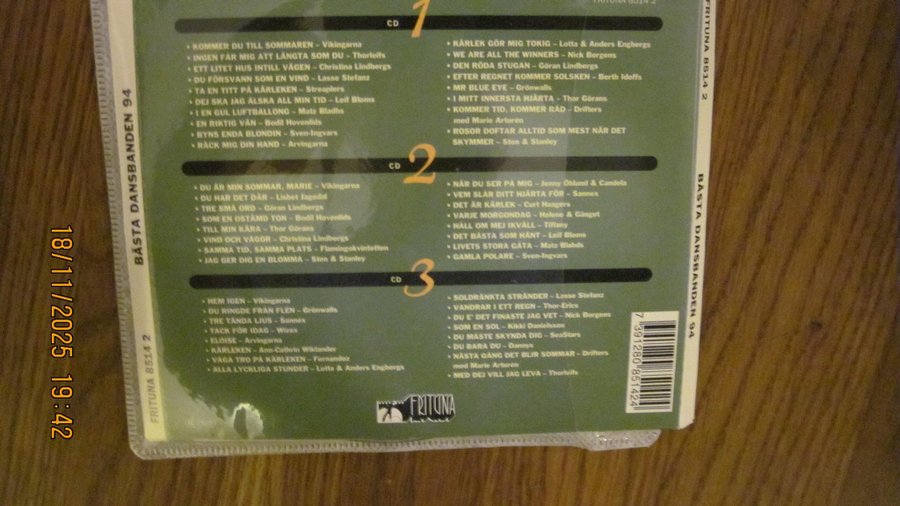 FRITUNA 8514 2
CD 1
• KOMMER DU TILL SOMMAREN – Vikingarna
• INGEN FÅR MIG ATT LÄNGTA SOM DU – Thorleifs
• ETT LITET HUS INTILL VÄGEN – Christina Lindbergs
• DU FÖRSVANN SOM EN VIND – Lasse Stefanz
• TA EN TITT PÅ KÄRLEKEN – Streaplers
• DEJ SKA JAG ÄLSKA ALL MIN TID – Leif Bloms
• I EN GUL LUFTBALLONG – Matz Bladhs
• EN RIKTIG VÄN – Bodil Hovenlids
• BYNS ENDA BLONDIN – Sven-Ingvars
• RÄCK MIG DIN HAND – Arvingarna
• KÄRLEK GÖR MIG TOKIG – Lotta & Anders Engbergs
• WE ARE ALL THE WINNERS – Nick Borgens
• DEN RÖDA STUGAN – Göran Lindbergs
• EFTER REGNET KOMMER SOLSKEN – Berth Idoffs
• MR BLUE EYE – Grönwalls
• I MITT INNERSTA HJÄRTA – Thor Görans
• KOMMER TID, KOMMER RÅD – Drifters
med Marie Arturén
• ROSOR DOFTAR ALLTID SOM MEST NÄR DET
SKYMMER – Sten & Stanley
CD 2
• DU ÄR MIN SOMMAR, MARIE – Vikingarna
• DU HAR DET DÄR – Lisbet Jagedal
• TRE SMÅ ORD – Göran Lindbergs
• SOM EN OSTÄMD TON – Bodil Hovenlids
• TILL MIN KÄRA – Thor Görans
• VIND OCH VÅGOR – Christina Lindbergs
• SAMMA TID, SAMMA PLATS – Flamingokvintetten
• JAG GER DIG EN BLOMMA – Sten & Stanley
• NÄR DU SER PÅ MIG – Jenny Öhlund & Candela
• VEM SLÅR DITT HJÄRTA FÖR – Sannex
• DET ÄR KÄRLEK – Curt Haagers
• VARJE MORGONDAG – Helene & Gänget
• HÅLL OM MEJ IKVÄLL – Tiffany
• DET BÄSTA SOM HÄNT – Leif Bloms
• LIVETS STORA GÅTA – Matz Blahds
• GAMLA POLARE – Sven-Ingvars
CD 3
• HEM IGEN – Vikingarna
• DU RINGDE FRÅN FLEN – Grönwalls
• TRE TÄNDA LJUS – Sannex
• TACK FÖR IDAG – Wizex
• ELOISE – Arvingarna
• KÄRLEKEN – Ann-Cathrin Wiklander
• VÅGA TRO PÅ KÄRLEKEN – Fernandoz
• ALLA LYCKLIGA STUNDER – Lotta & Anders Engbergs
• SOLDRÄNKTA STRÄNDER – Lasse Stefanz
• VANDRAR I ETT REGN – Thor-Erics
• DU E' DET FINASTE JAG VET – Nick Borgens
• SOM EN SOL – Kikki Danielsson
• DU MÅSTE SKYNDA DIG – SeaStars
• DU BARA DU – Dannys
• NÄSTA GÅNG DET BLIR SOMMAR – Drifters
med Marie Arturén
• MED DEJ VILL JAG LEVA – Thorleifs
FRITUNA
7 391280 851424
BÄSTA DANSBANDEN 94
FRITUNA 8514 2
FRITUNA 8514 2
BÄSTA DANSBANDEN 94
18/11/2025 19:42